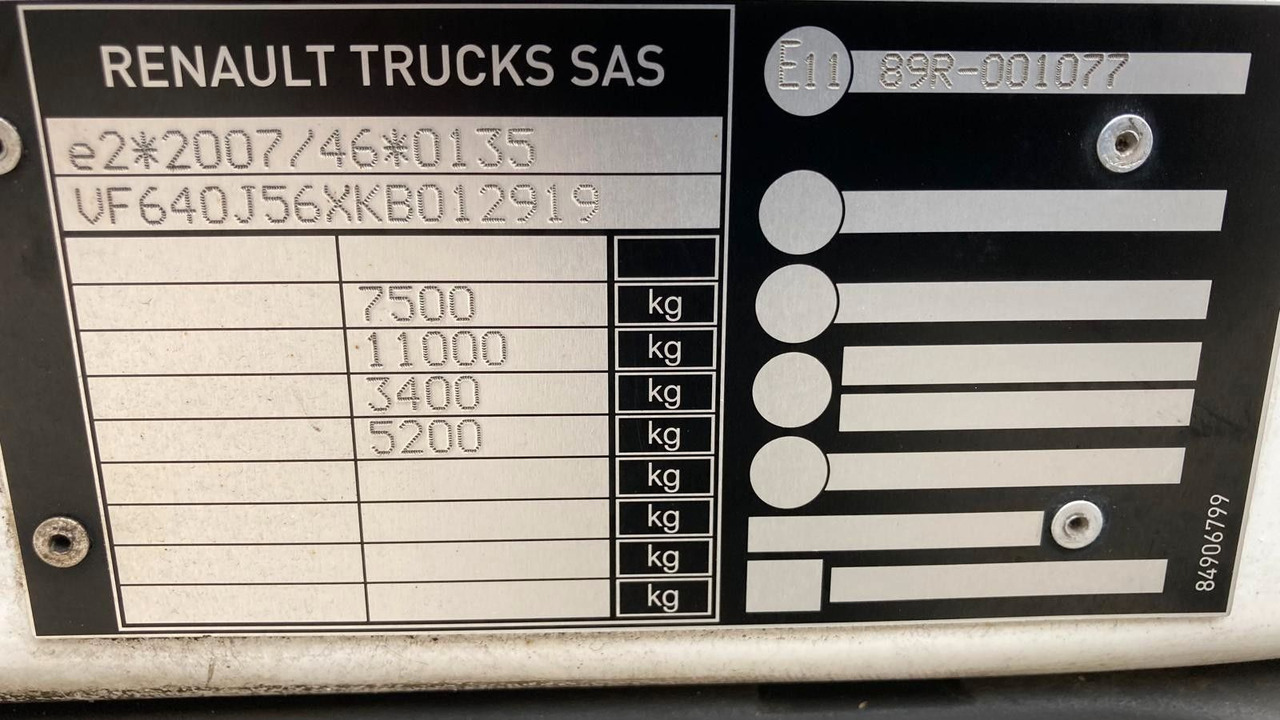 RENAULT TRUCKS SAS
e2*2007/46*0135
VF640J56XKB012919
7500 kg
11000 kg
3400 kg
5200 kg
kg
kg
kg
kg
E11 89R-001077
84906799